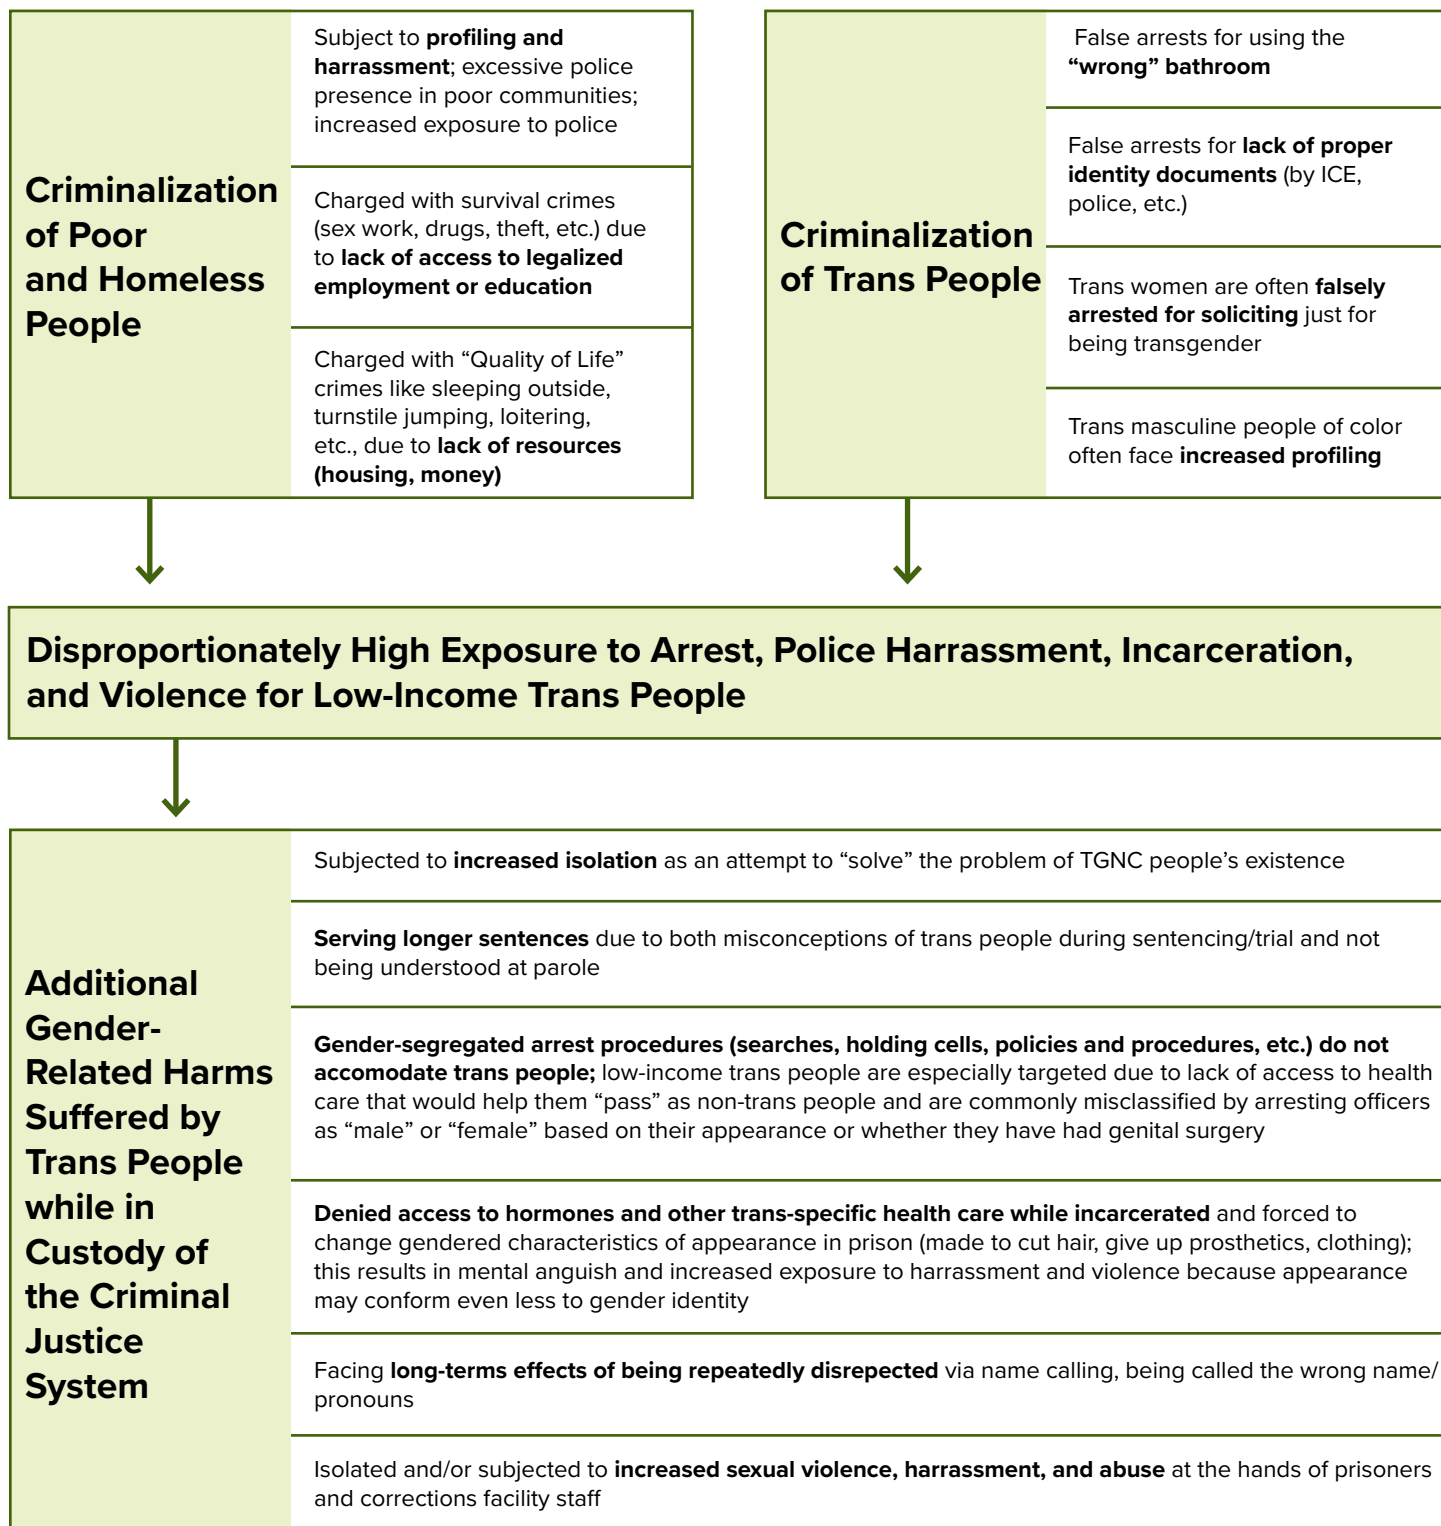 Criminalization
of Poor
and Homeless
People
Subject to profiling and
harrassment; excessive police
presence in poor communities;
increased exposure to police
Charged with survival crimes
(sex work, drugs, theft, etc.) due
to lack of access to legalized
employment or education
Charged with “Quality of Life”
crimes like sleeping outside,
turnstile jumping, loitering,
etc., due to lack of resources
(housing, money)
Criminalization
of Trans People
False arrests for using the
“wrong” bathroom
False arrests for lack of proper
identity documents (by ICE,
police, etc.)
Trans women are often falsely
arrested for soliciting just for
being transgender
Trans masculine people of color
often face increased profiling
Disproportionately High Exposure to Arrest, Police Harrassment, Incarceration,
and Violence for Low-Income Trans People
Additional
Gender-
Related Harms
Suffered by
Trans People
while in
Custody of
the Criminal
Justice
System
Subjected to increased isolation as an attempt to “solve” the problem of TGNC people’s existence
Serving longer sentences due to both misconceptions of trans people during sentencing/trial and not
being understood at parole
Gender-segregated arrest procedures (searches, holding cells, policies and procedures, etc.) do not
accomodate trans people; low-income trans people are especially targeted due to lack of access to health
care that would help them “pass” as non-trans people and are commonly misclassified by arresting officers
as “male” or “female” based on their appearance or whether they have had genital surgery
Denied access to hormones and other trans-specific health care while incarcerated and forced to
change gendered characteristics of appearance in prison (made to cut hair, give up prosthetics, clothing);
this results in mental anguish and increased exposure to harrassment and violence because appearance
may conform even less to gender identity
Facing long-terms effects of being repeatedly disrepected via name calling, being called the wrong name/
pronouns
Isolated and/or subjected to increased sexual violence, harrassment, and abuse at the hands of prisoners
and corrections facility staff